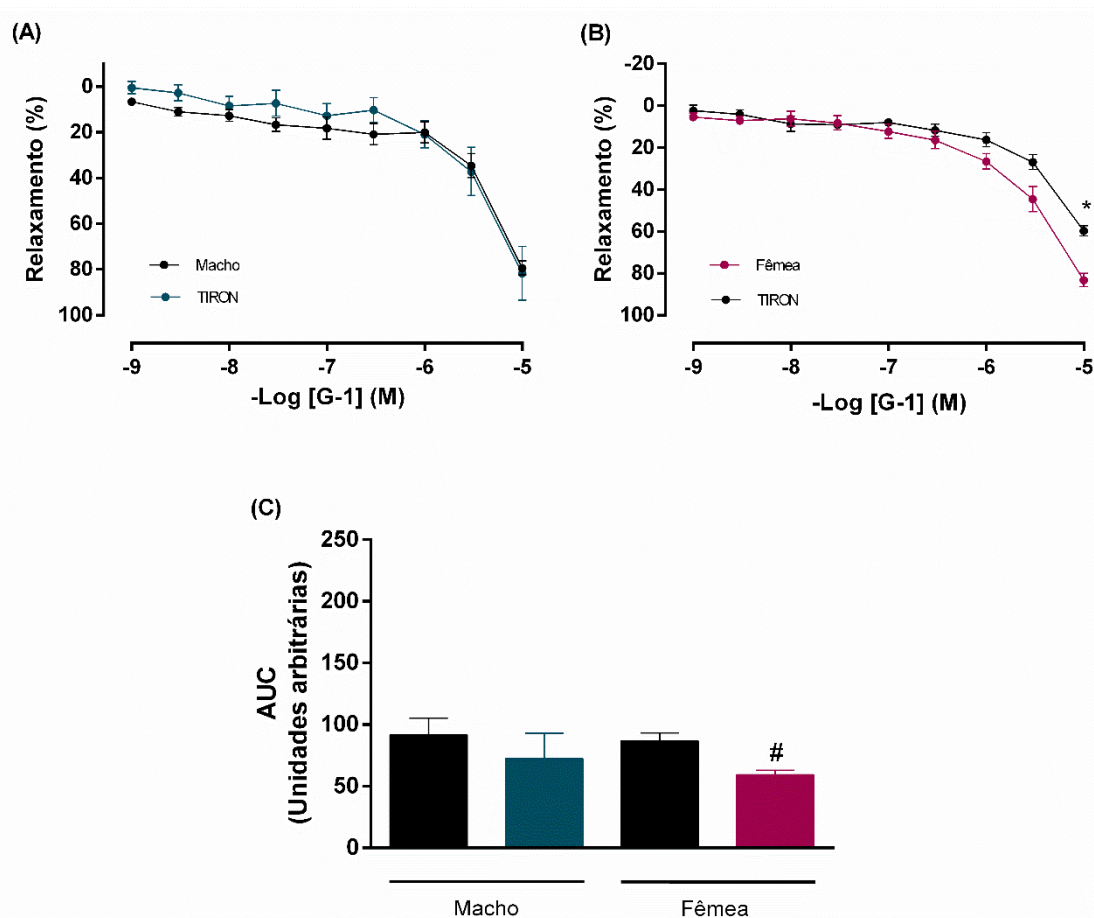 (A)
Relaxamento (%)
0
20
40
60
80
100
Macho
TIRON
-9
-8
-7
-6
-5
-Log [G-1] (M)
(B)
Relaxamento (%)
-20
0
20
40
60
80
100
*
Fêmea
TIRON
-9
-8
-7
-6
-5
-Log [G-1] (M)
(C)
AUC
(Unidades arbitrárias)
250
200
150
100
50
0
#
Macho
Fêmea